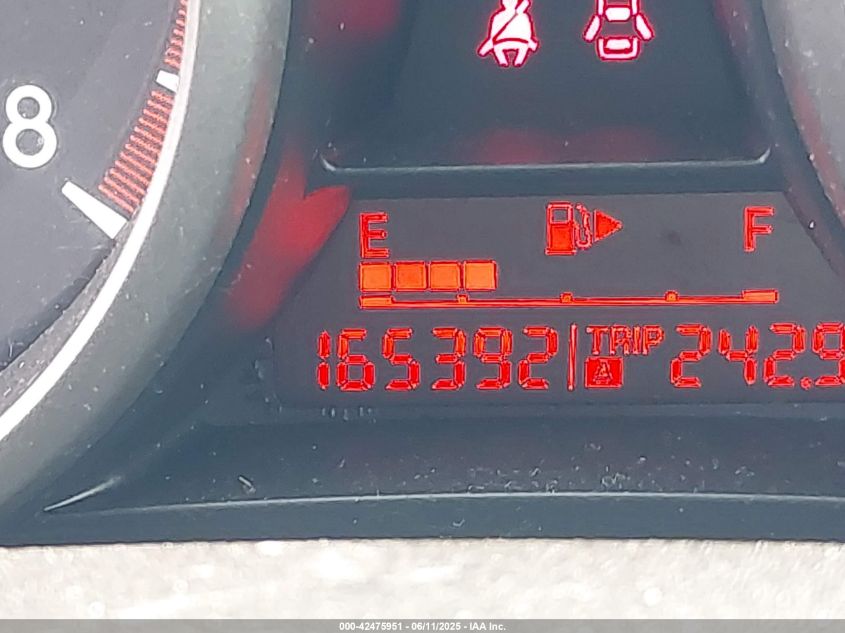 8
E F
165392 TRIP A 242.9
000-42475951 - 06/11/2025 - IAA Inc.